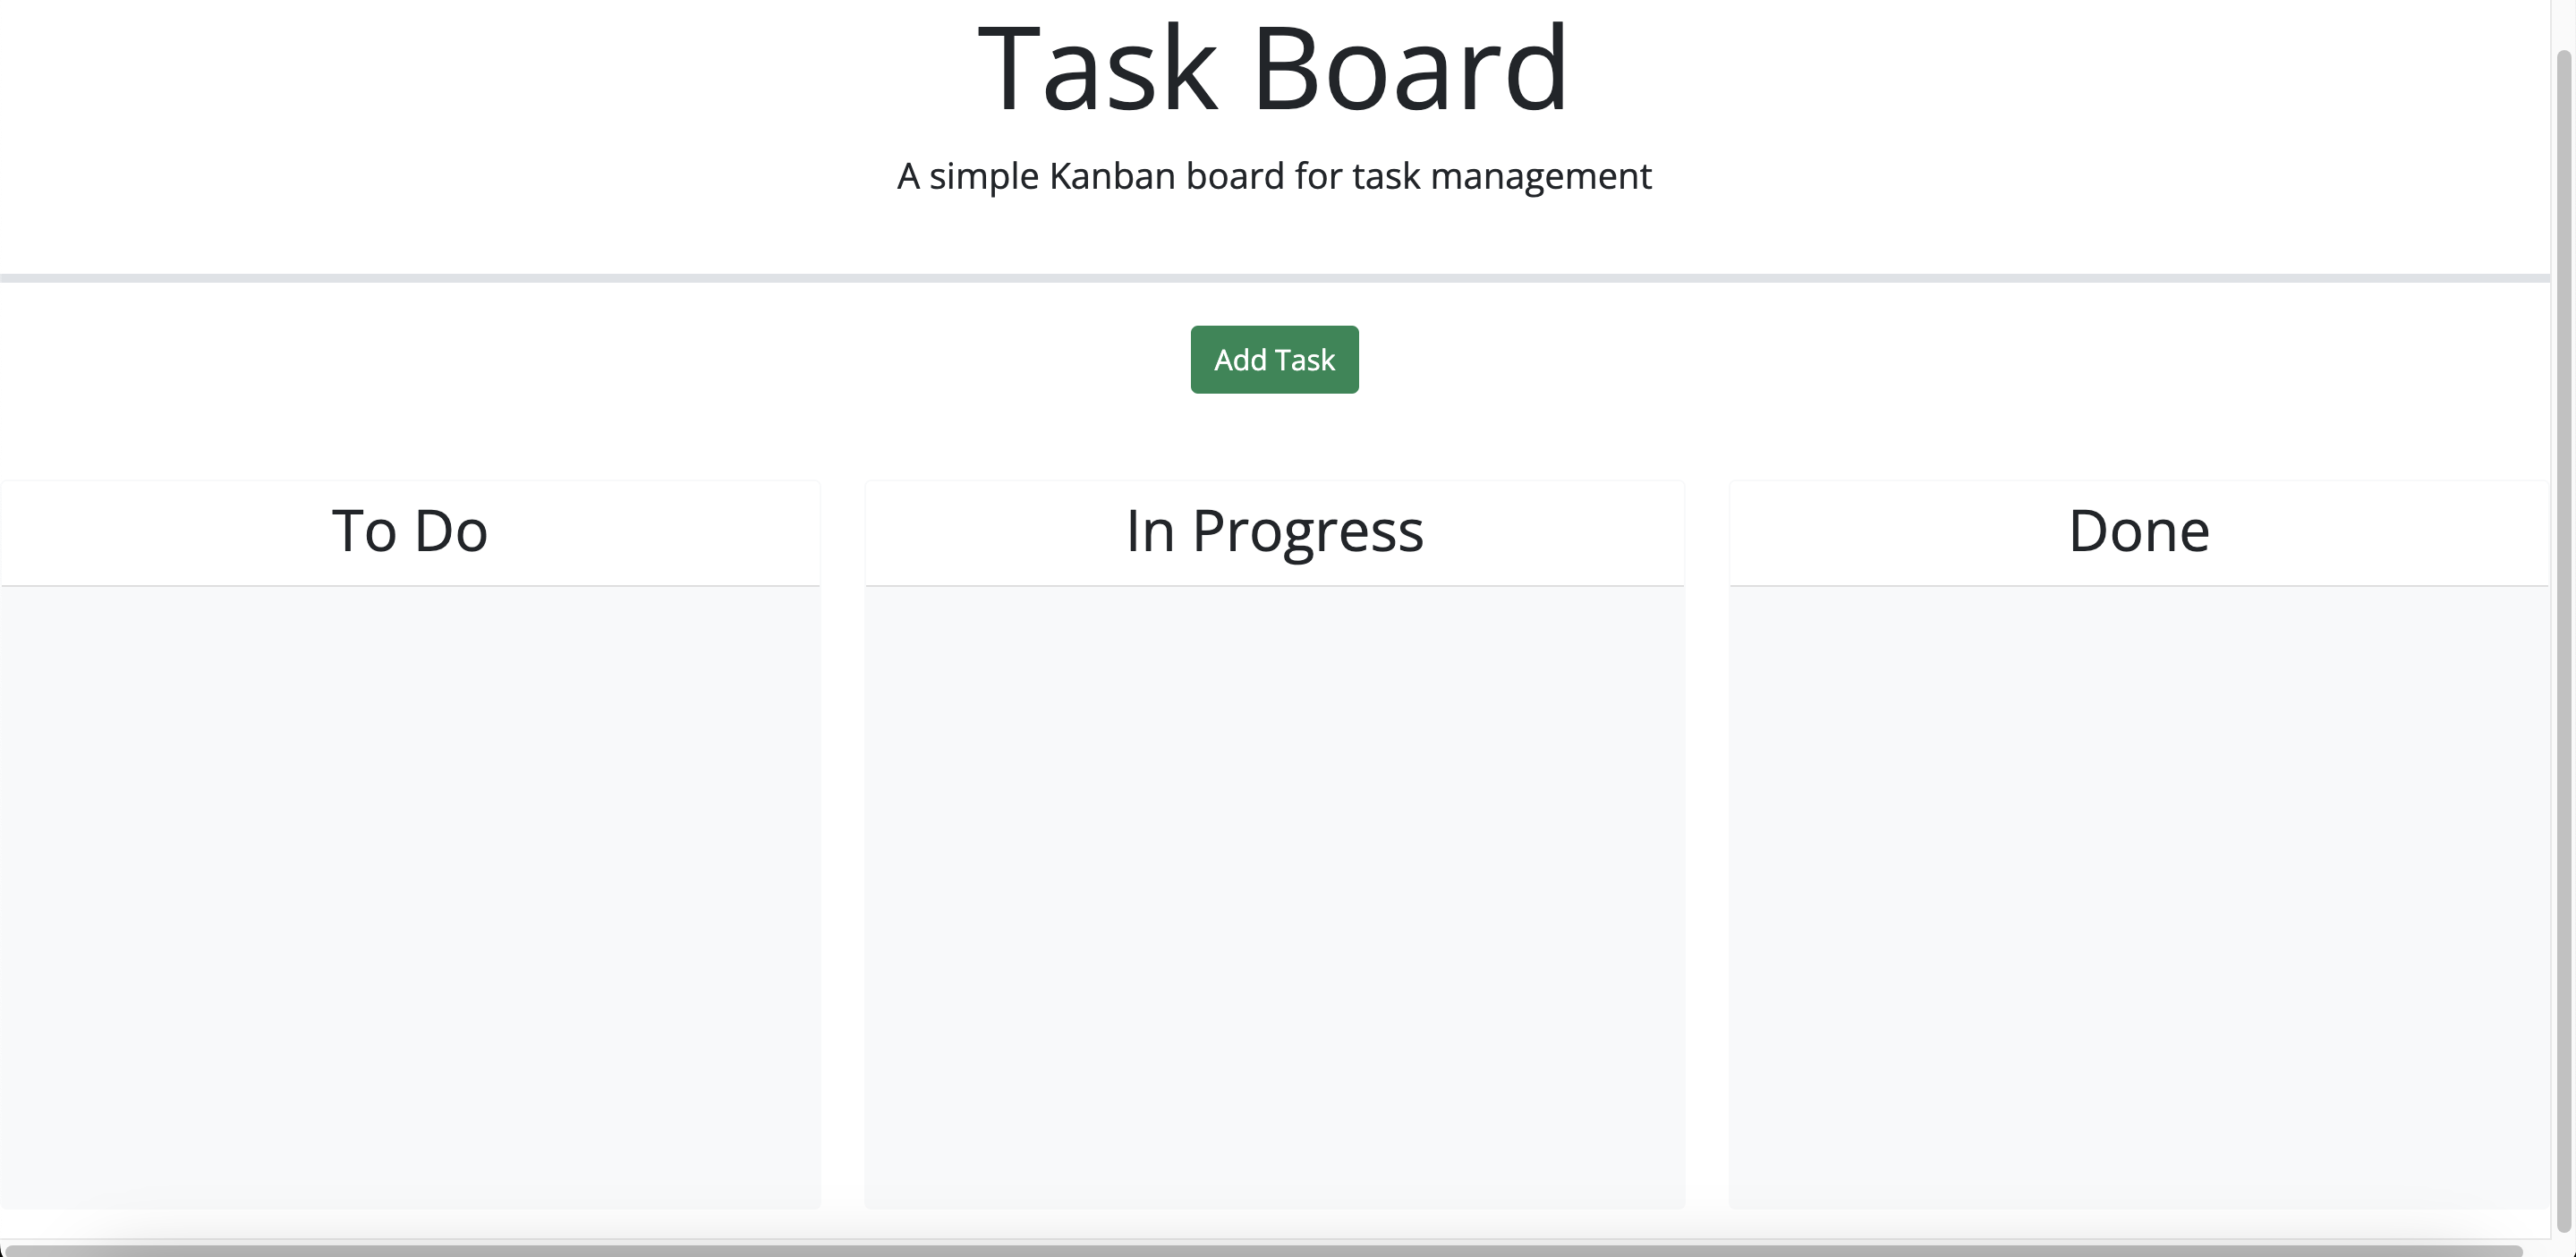 Task Board
A simple Kanban board for task management
Add Task
To Do
In Progress
Done